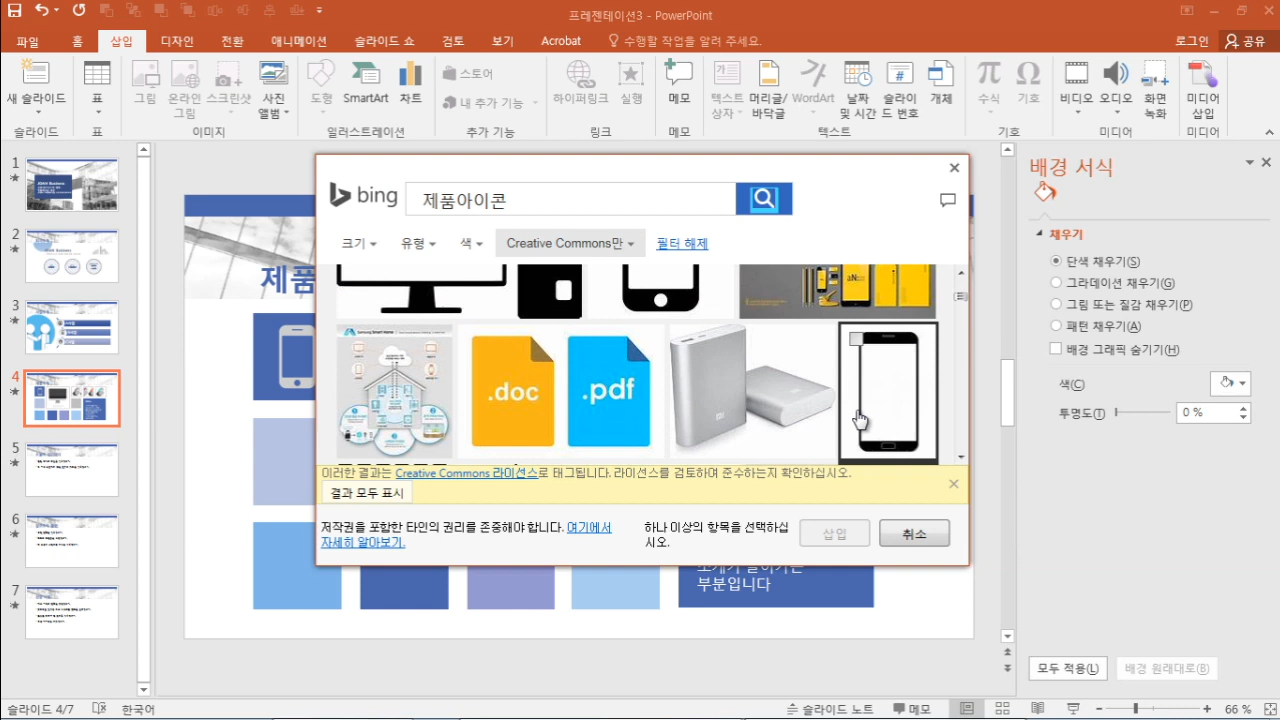 프레젠테이션3 - PowerPoint
파일 홈 삽입 디자인 전환 애니메이션 슬라이드 쇼 검토 보기 Acrobat 수행할 작업을 알려 주세요. 로그인 공유
새 슬라이드
표
그림
온라인 그림
스크린샷
사진 앨범
도형
SmartArt
차트
스토어
내 추가 기능
하이퍼링크
실행
메모
텍스트 상자
머리글/바닥글
WordArt
날짜 및 시간
슬라이드 번호
개체
수식
기호
비디오
오디오
화면 녹화
미디어 삽입
슬라이드 표 이미지 일러스트레이션 추가 기능 링크 메모 텍스트 기호 미디어 미디어
1
2
3
4
5
6
7
제품
bing
제품아이콘
크기 유형 색 Creative Commons만 필터 해제
.doc
.pdf
mi
이러한 결과는 Creative Commons 라이선스로 태그됩니다. 라이선스를 검토하며 준수하는지 확인하십시오.
결과 모두 표시
저작권을 포함한 타인의 권리를 존중해야 합니다. 여기에서
자세히 알아보기.
하나 이상의 항목을 선택하십
시오.
삽입 취소
부분입니다
배경 서식
채우기
단색 채우기(S)
그라데이션 채우기(G)
그림 또는 질감 채우기(P)
패턴 채우기(A)
배경 그래픽 숨기기(H)
색(C)
투명도(T) 0 %
모두 적용(L) 배경 원래대로(B)
슬라이드 4/7 한국어 슬라이드 노트 메모 66 %